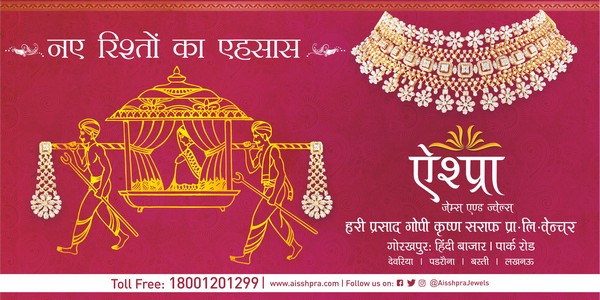 नए रिश्तों का एहसास
ऐश्प्रा
जेम्स् एण्ड ज्वेल्स्
हरी प्रसाद गोपी कृष्ण सराफ प्रा॰लि॰वेन्चर
गोरखपुर: हिंदी बाजार | पार्क रोड
देवरिया | पडरौना | बस्ती | लखनऊ
Toll Free: 18001201299 | www.aisshpra.com | Follow us on: @AisshpraJewels